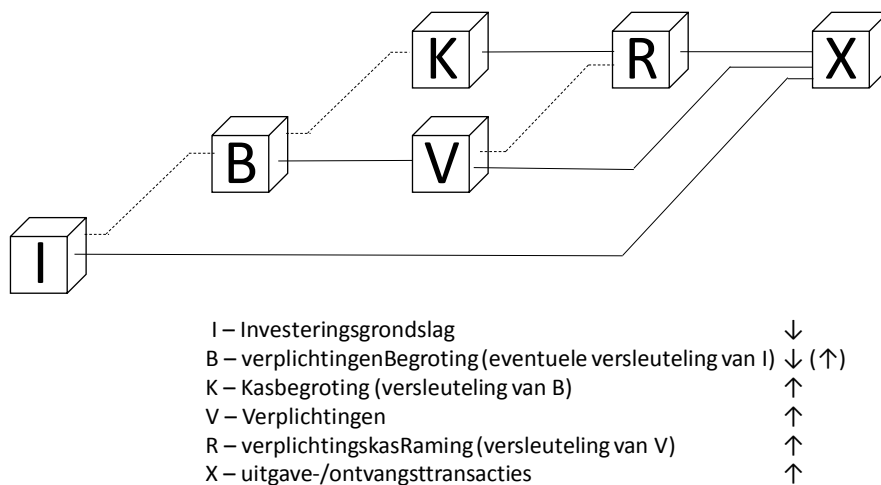 K R X
B V
I
I – Investeringsgrondslag ↓
B – verplichtingenBegroting (eventuele versleuteling van I) ↓ (↑)
K – Kasbegroting (versleuteling van B) ↑
V – Verplichtingen ↑
R – verplichtingskasRaming (versleuteling van V) ↑
X – uitgave-/ontvangsttransacties ↑